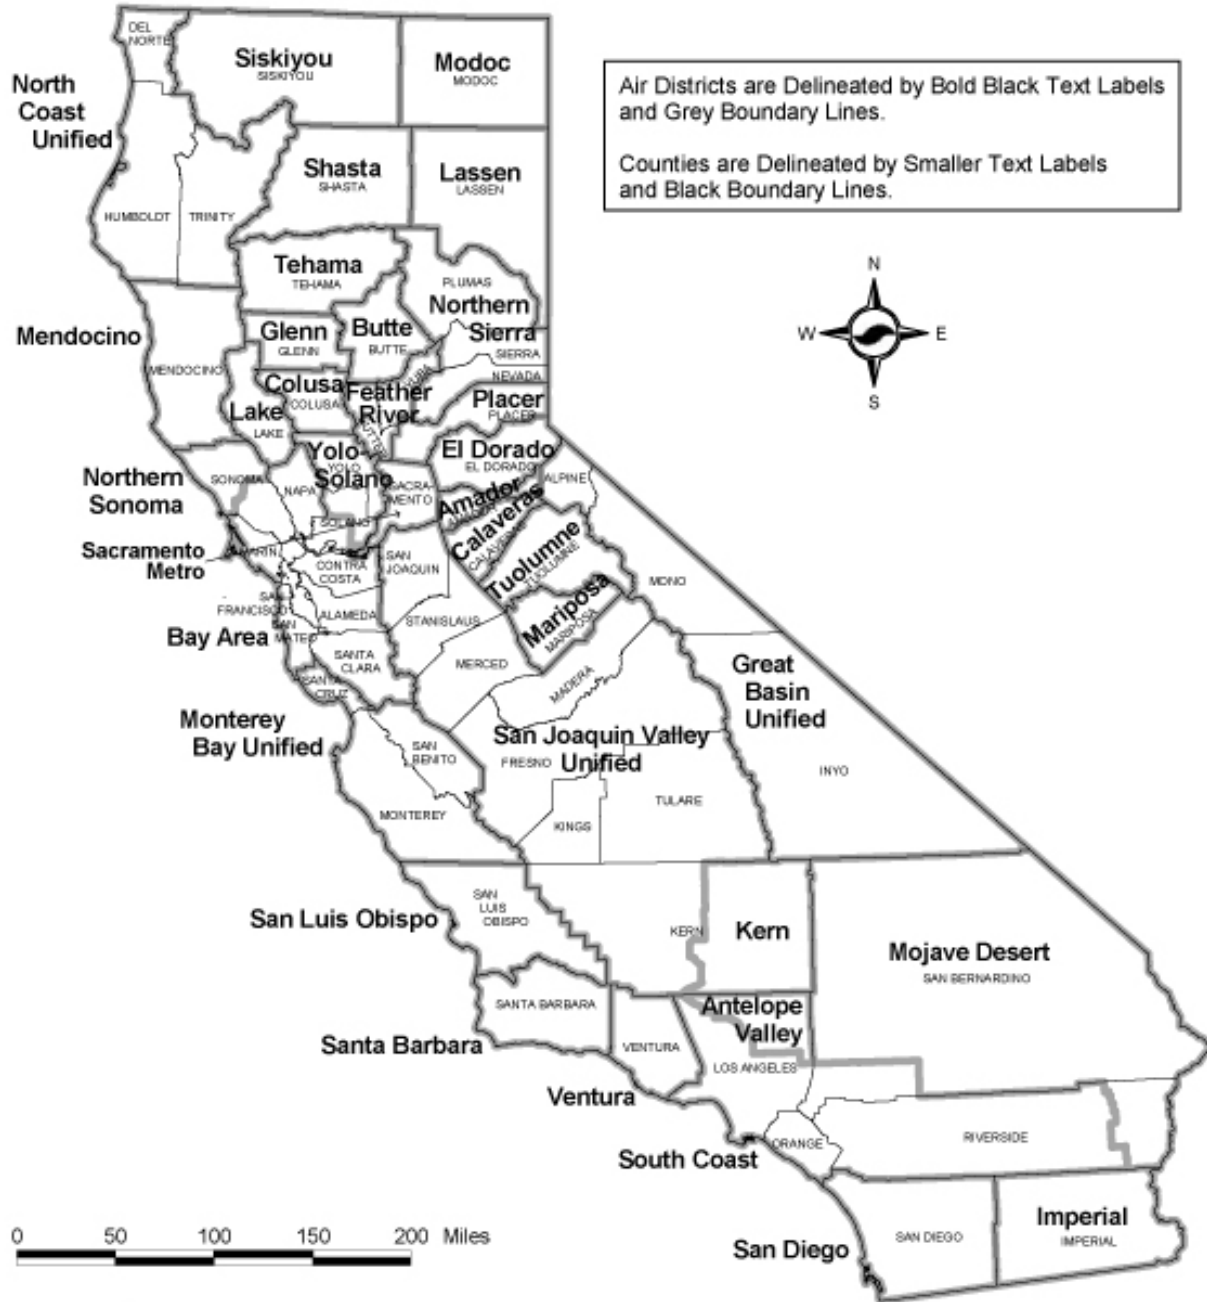 DEL
NORTE
Siskiyou
SISKIYOU
Modoc
MODOC
North
Coast
Unified
Air Districts are Delineated by Bold Black Text Labels
and Grey Boundary Lines.
Counties are Delineated by Smaller Text Labels
and Black Boundary Lines.
Shasta
SHASTA
Lassen
LASSEN
HUMBOLDT
TRINITY
Tehama
TEHAMA
PLUMAS
Northern
Sierra
SIERRA
N
W
E
S
Mendocino
MENDOCINO
Glenn
GLENN
Butte
BUTTE
NEVADA
YUBA
Colusa
COLUSA
Feather
River
SUTTER
Placer
PLACER
Lake
LAKE
Yolo-
YOLO
Solano
El Dorado
EL DORADO
ALPINE
Northern
Sonoma
SONOMA
NAPA
SOLANO
SACRA-
MENTO
Amador
AMADOR
Calaveras
CALAVERAS
Tuolumne
TUOLUMNE
Mariposa
MARIPOSA
MONO
Sacramento
Metro
MARIN
CONTRA
COSTA
SAN
JOAQUIN
SAN
FRANCISCO
ALAMEDA
STANISLAUS
Bay Area
SAN
MATEO
SANTA
CLARA
MERCED
MADERA
SANTA
CRUZ
Great
Basin
Unified
INYO
Monterey
Bay Unified
SAN
BENITO
San Joaquin Valley
Unified
FRESNO
TULARE
KINGS
MONTEREY
San Luis Obispo
SAN
LUIS
OBISPO
KERN
Kern
Mojave Desert
SAN BERNARDINO
SANTA BARBARA
Santa Barbara
VENTURA
Ventura
Antelope
Valley
LOS ANGELES
ORANGE
RIVERSIDE
South Coast
San Diego
SAN DIEGO
Imperial
IMPERIAL
0 50 100 150 200 Miles